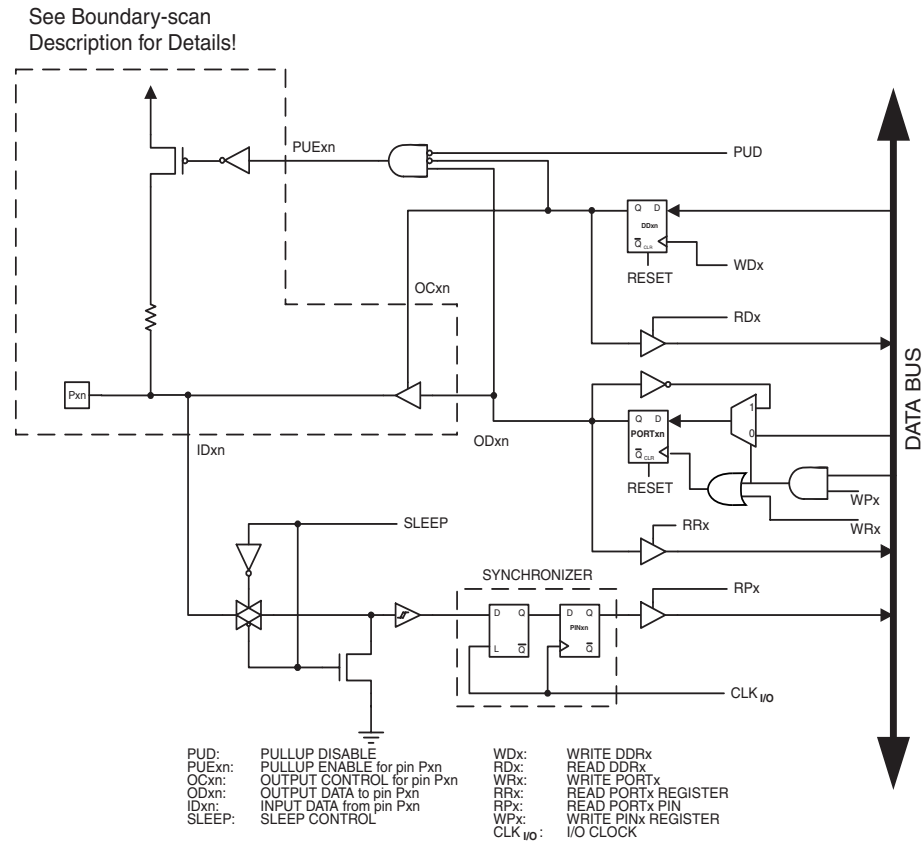 See Boundary-scan
Description for Details!
PUExn
PUD
Q D
DDxn
Q CLR
RESET
WDx
OCxn
RDx
Pxn
ODxn
IDxn
1
0
Q D
PORTxn
Q CLR
RESET
WPx
WRx
RRx
SLEEP
SYNCHRONIZER
RPx
D Q
L Q
D Q
PINxn
Q
CLK I/O
DATA BUS
PUD: PULLUP DISABLE
PUExn: PULLUP ENABLE for pin Pxn
OCxn: OUTPUT CONTROL for pin Pxn
ODxn: OUTPUT DATA to pin Pxn
IDxn: INPUT DATA from pin Pxn
SLEEP: SLEEP CONTROL
WDx: WRITE DDRx
RDx: READ DDRx
WRx: WRITE PORTx
RRx: READ PORTx REGISTER
RPx: READ PORTx PIN
WPx: WRITE PINx REGISTER
CLK I/O: I/O CLOCK